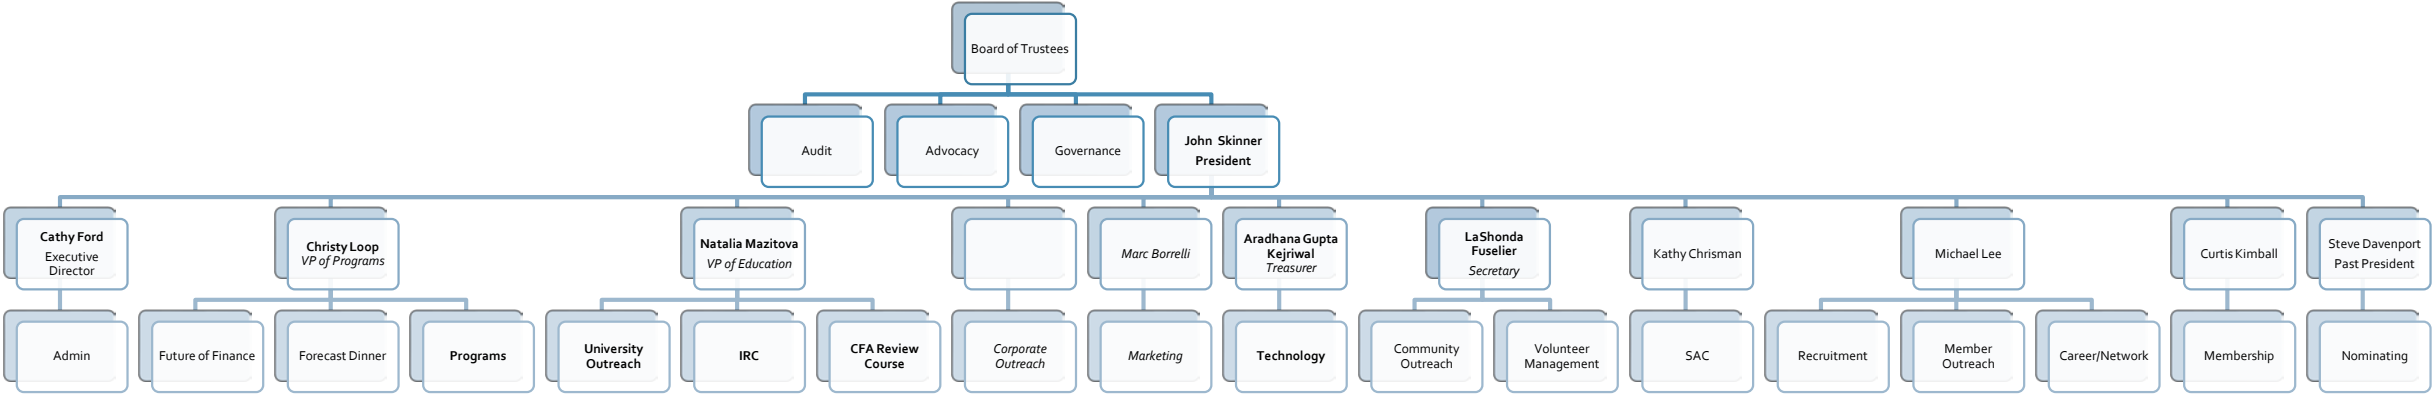 Board of Trustees
Audit
Advocacy
Governance
John Skinner
President
Cathy Ford
Executive
Director
Christy Loop
VP of Programs
Natalia Mazitova
VP of Education
Marc Borrelli
Aradhana Gupta
Kejriwal
Treasurer
LaShonda
Fuselier
Secretary
Kathy Chrisman
Michael Lee
Curtis Kimball
Steve Davenport
Past President
Admin
Future of Finance
Forecast Dinner
Programs
University
Outreach
IRC
CFA Review
Course
Corporate
Outreach
Marketing
Technology
Community
Outreach
Volunteer
Management
SAC
Recruitment
Member
Outreach
Career/Network
Membership
Nominating